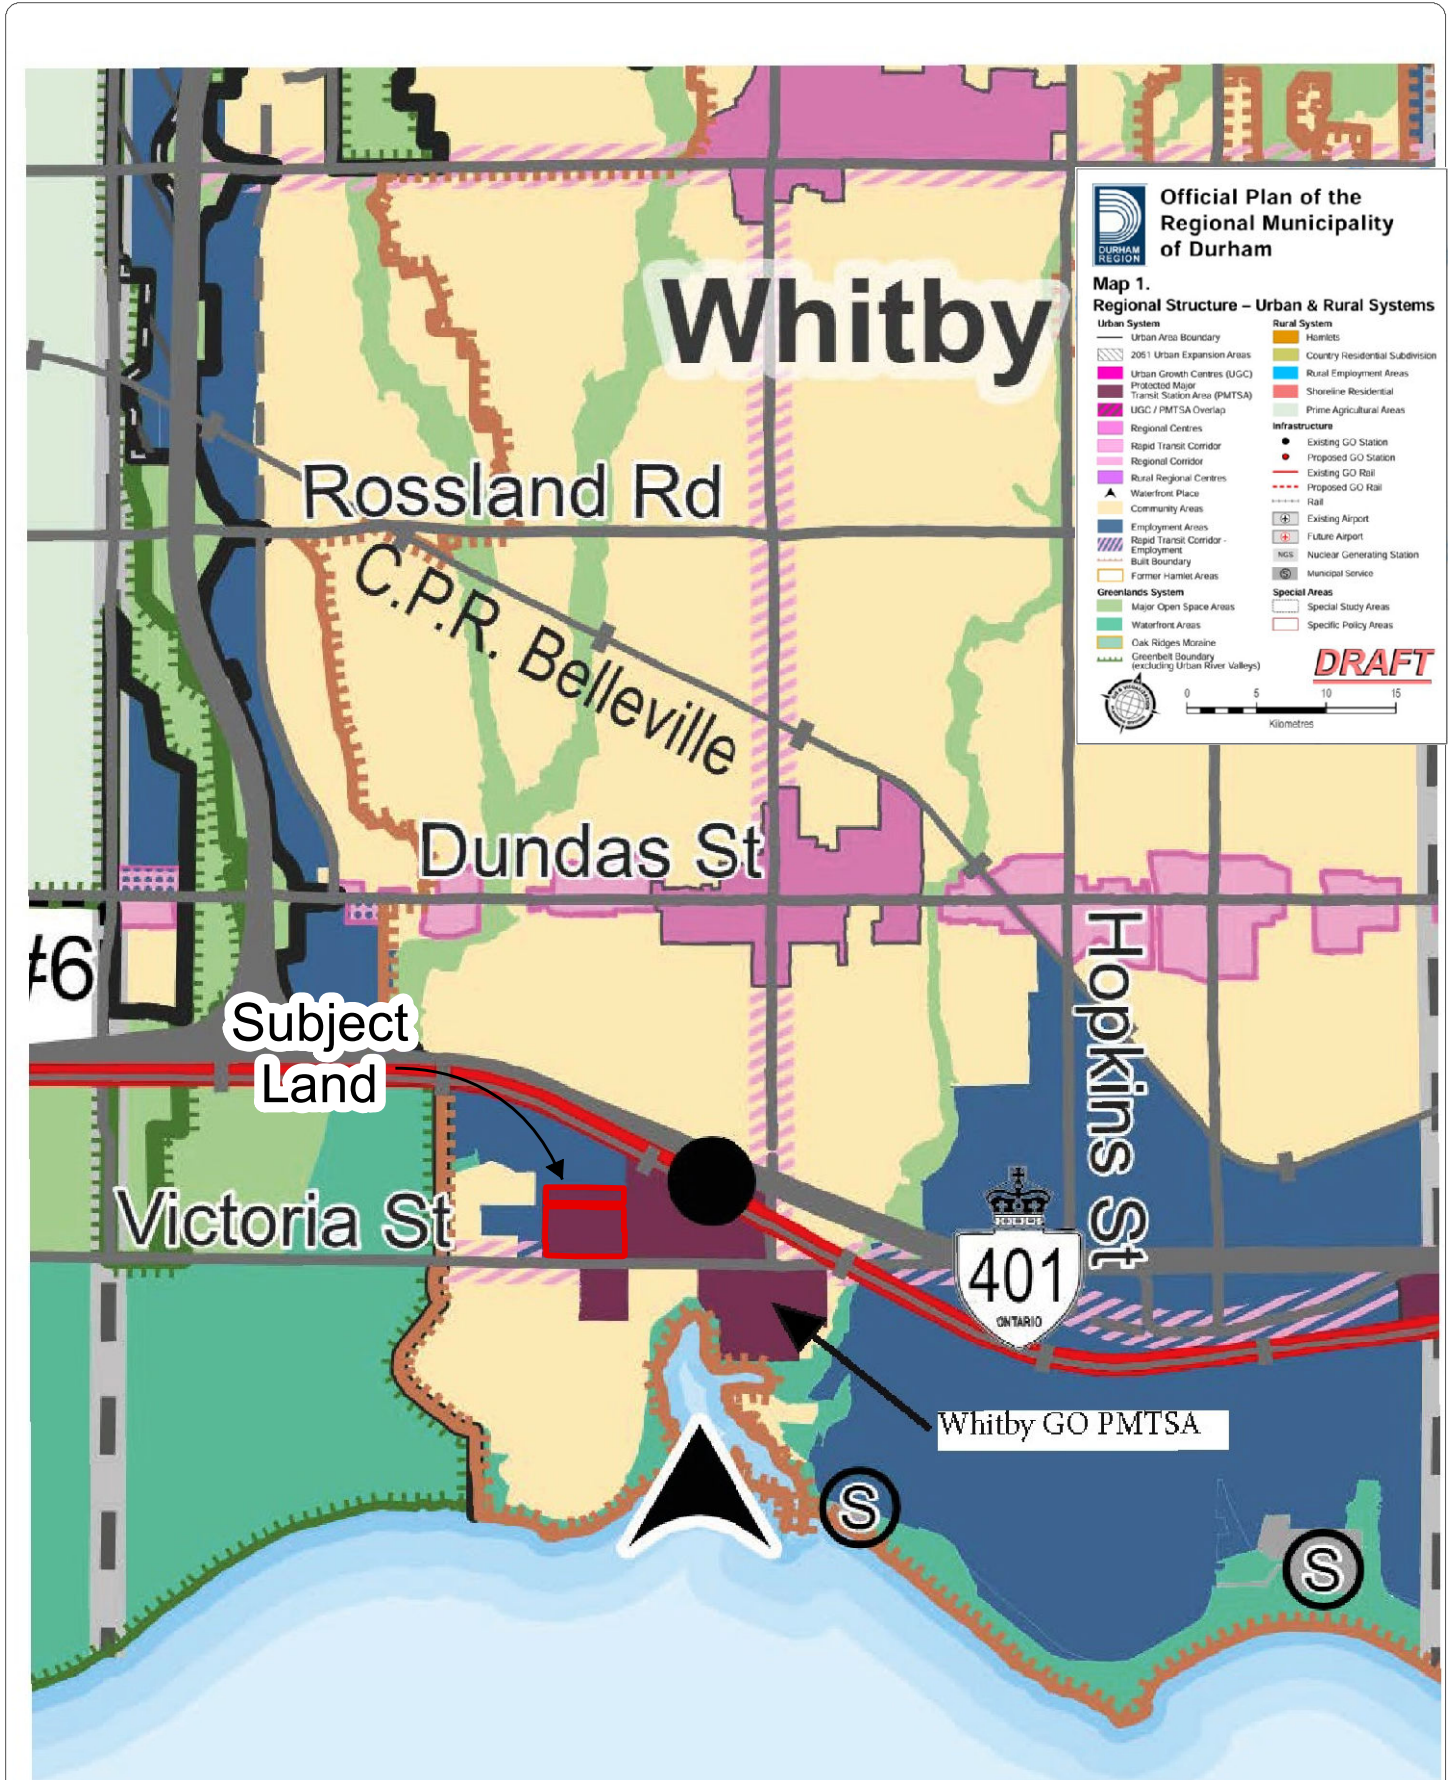 Whitby
Official Plan of the
Regional Municipality
of Durham
DURHAM
REGION
Map 1.
Regional Structure – Urban & Rural Systems
Urban System
Urban Area Boundary
2051 Urban Expansion Areas
Urban Growth Centres (UGC)
Protected Major
Transit Station Area (PMTSA)
UGC / PMTSA Overlap
Regional Centres
Rapid Transit Corridor
Regional Corridor
Rural Regional Centres
Waterfront Place
Community Areas
Employment Areas
Rapid Transit Corridor -
Employment
Built Boundary
Former Hamlet Areas
Greenlands System
Major Open Space Areas
Waterfront Areas
Oak Ridges Moraine
Greenbelt Boundary
(excluding Urban River Valleys)
Rural System
Hamlets
Country Residential Subdivision
Rural Employment Areas
Shoreline Residential
Prime Agricultural Areas
Infrastructure
Existing GO Station
Proposed GO Station
Existing GO Rail
Proposed GO Rail
Rail
Existing Airport
Future Airport
NGS Nuclear Generating Station
S Municipal Service
Special Areas
Special Study Areas
Specific Policy Areas
DRAFT
0 5 10 15
Kilometres
Rossland Rd
C.P.R. Belleville
Dundas St
#6
Hopkins St
Subject
Land
Victoria St
401
ONTARIO
Whitby GO PMTSA
S
S